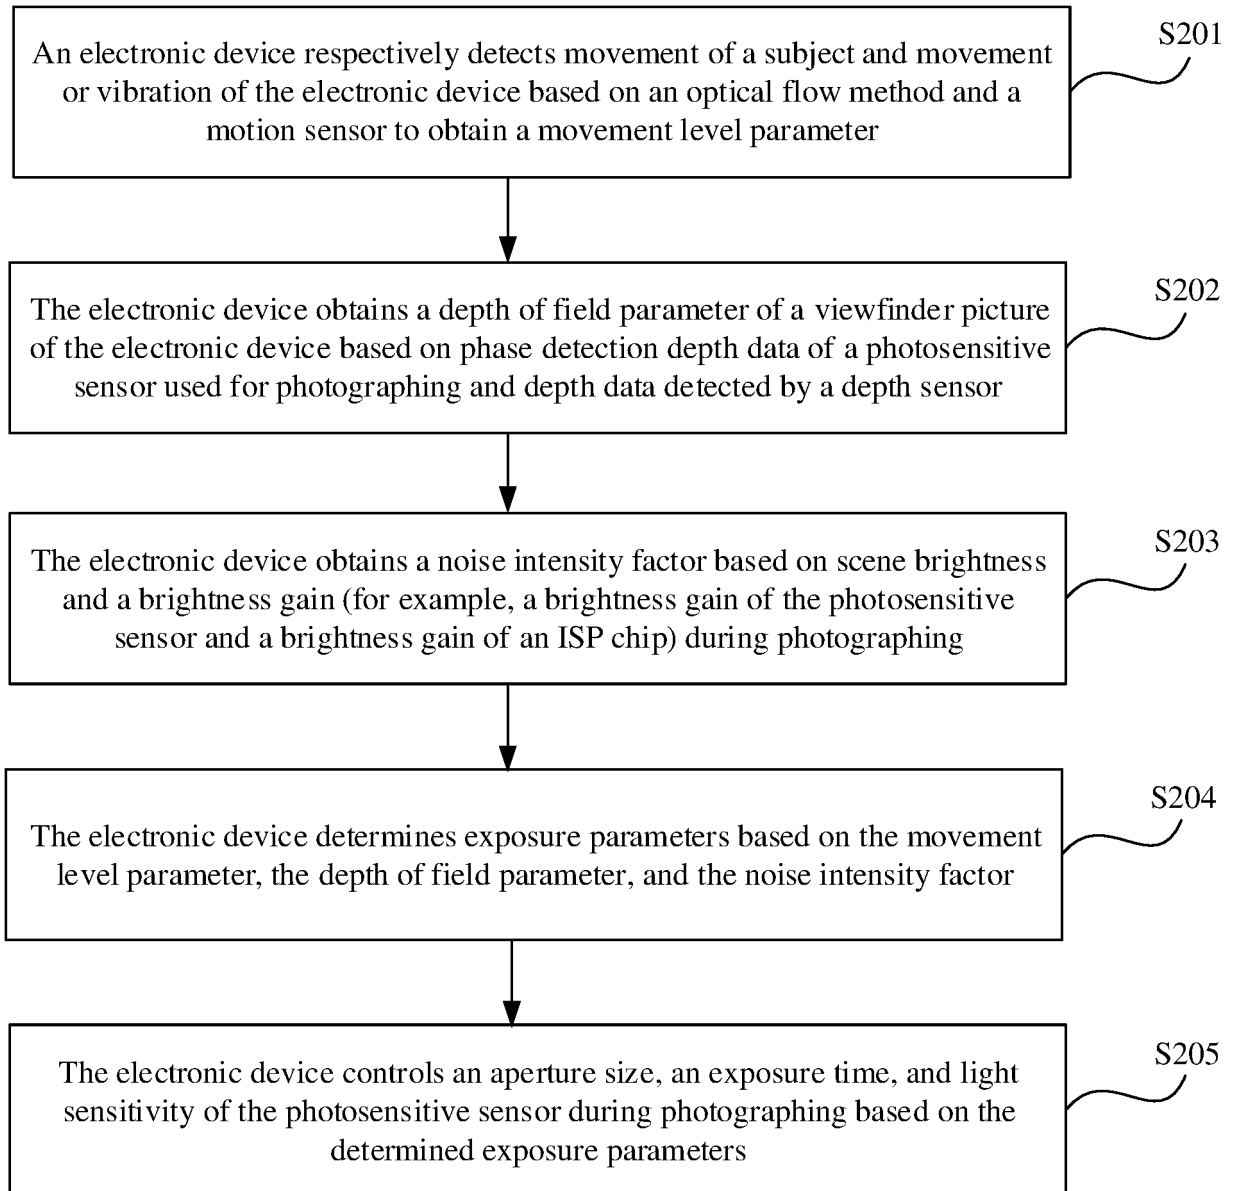 S201
An electronic device respectively detects movement of a subject and movement
or vibration of the electronic device based on an optical flow method and a
motion sensor to obtain a movement level parameter
S202
The electronic device obtains a depth of field parameter of a viewfinder picture
of the electronic device based on phase detection depth data of a photosensitive
sensor used for photographing and depth data detected by a depth sensor
S203
The electronic device obtains a noise intensity factor based on scene brightness
and a brightness gain (for example, a brightness gain of the photosensitive
sensor and a brightness gain of an ISP chip) during photographing
S204
The electronic device determines exposure parameters based on the movement
level parameter, the depth of field parameter, and the noise intensity factor
S205
The electronic device controls an aperture size, an exposure time, and light
sensitivity of the photosensitive sensor during photographing based on the
determined exposure parameters